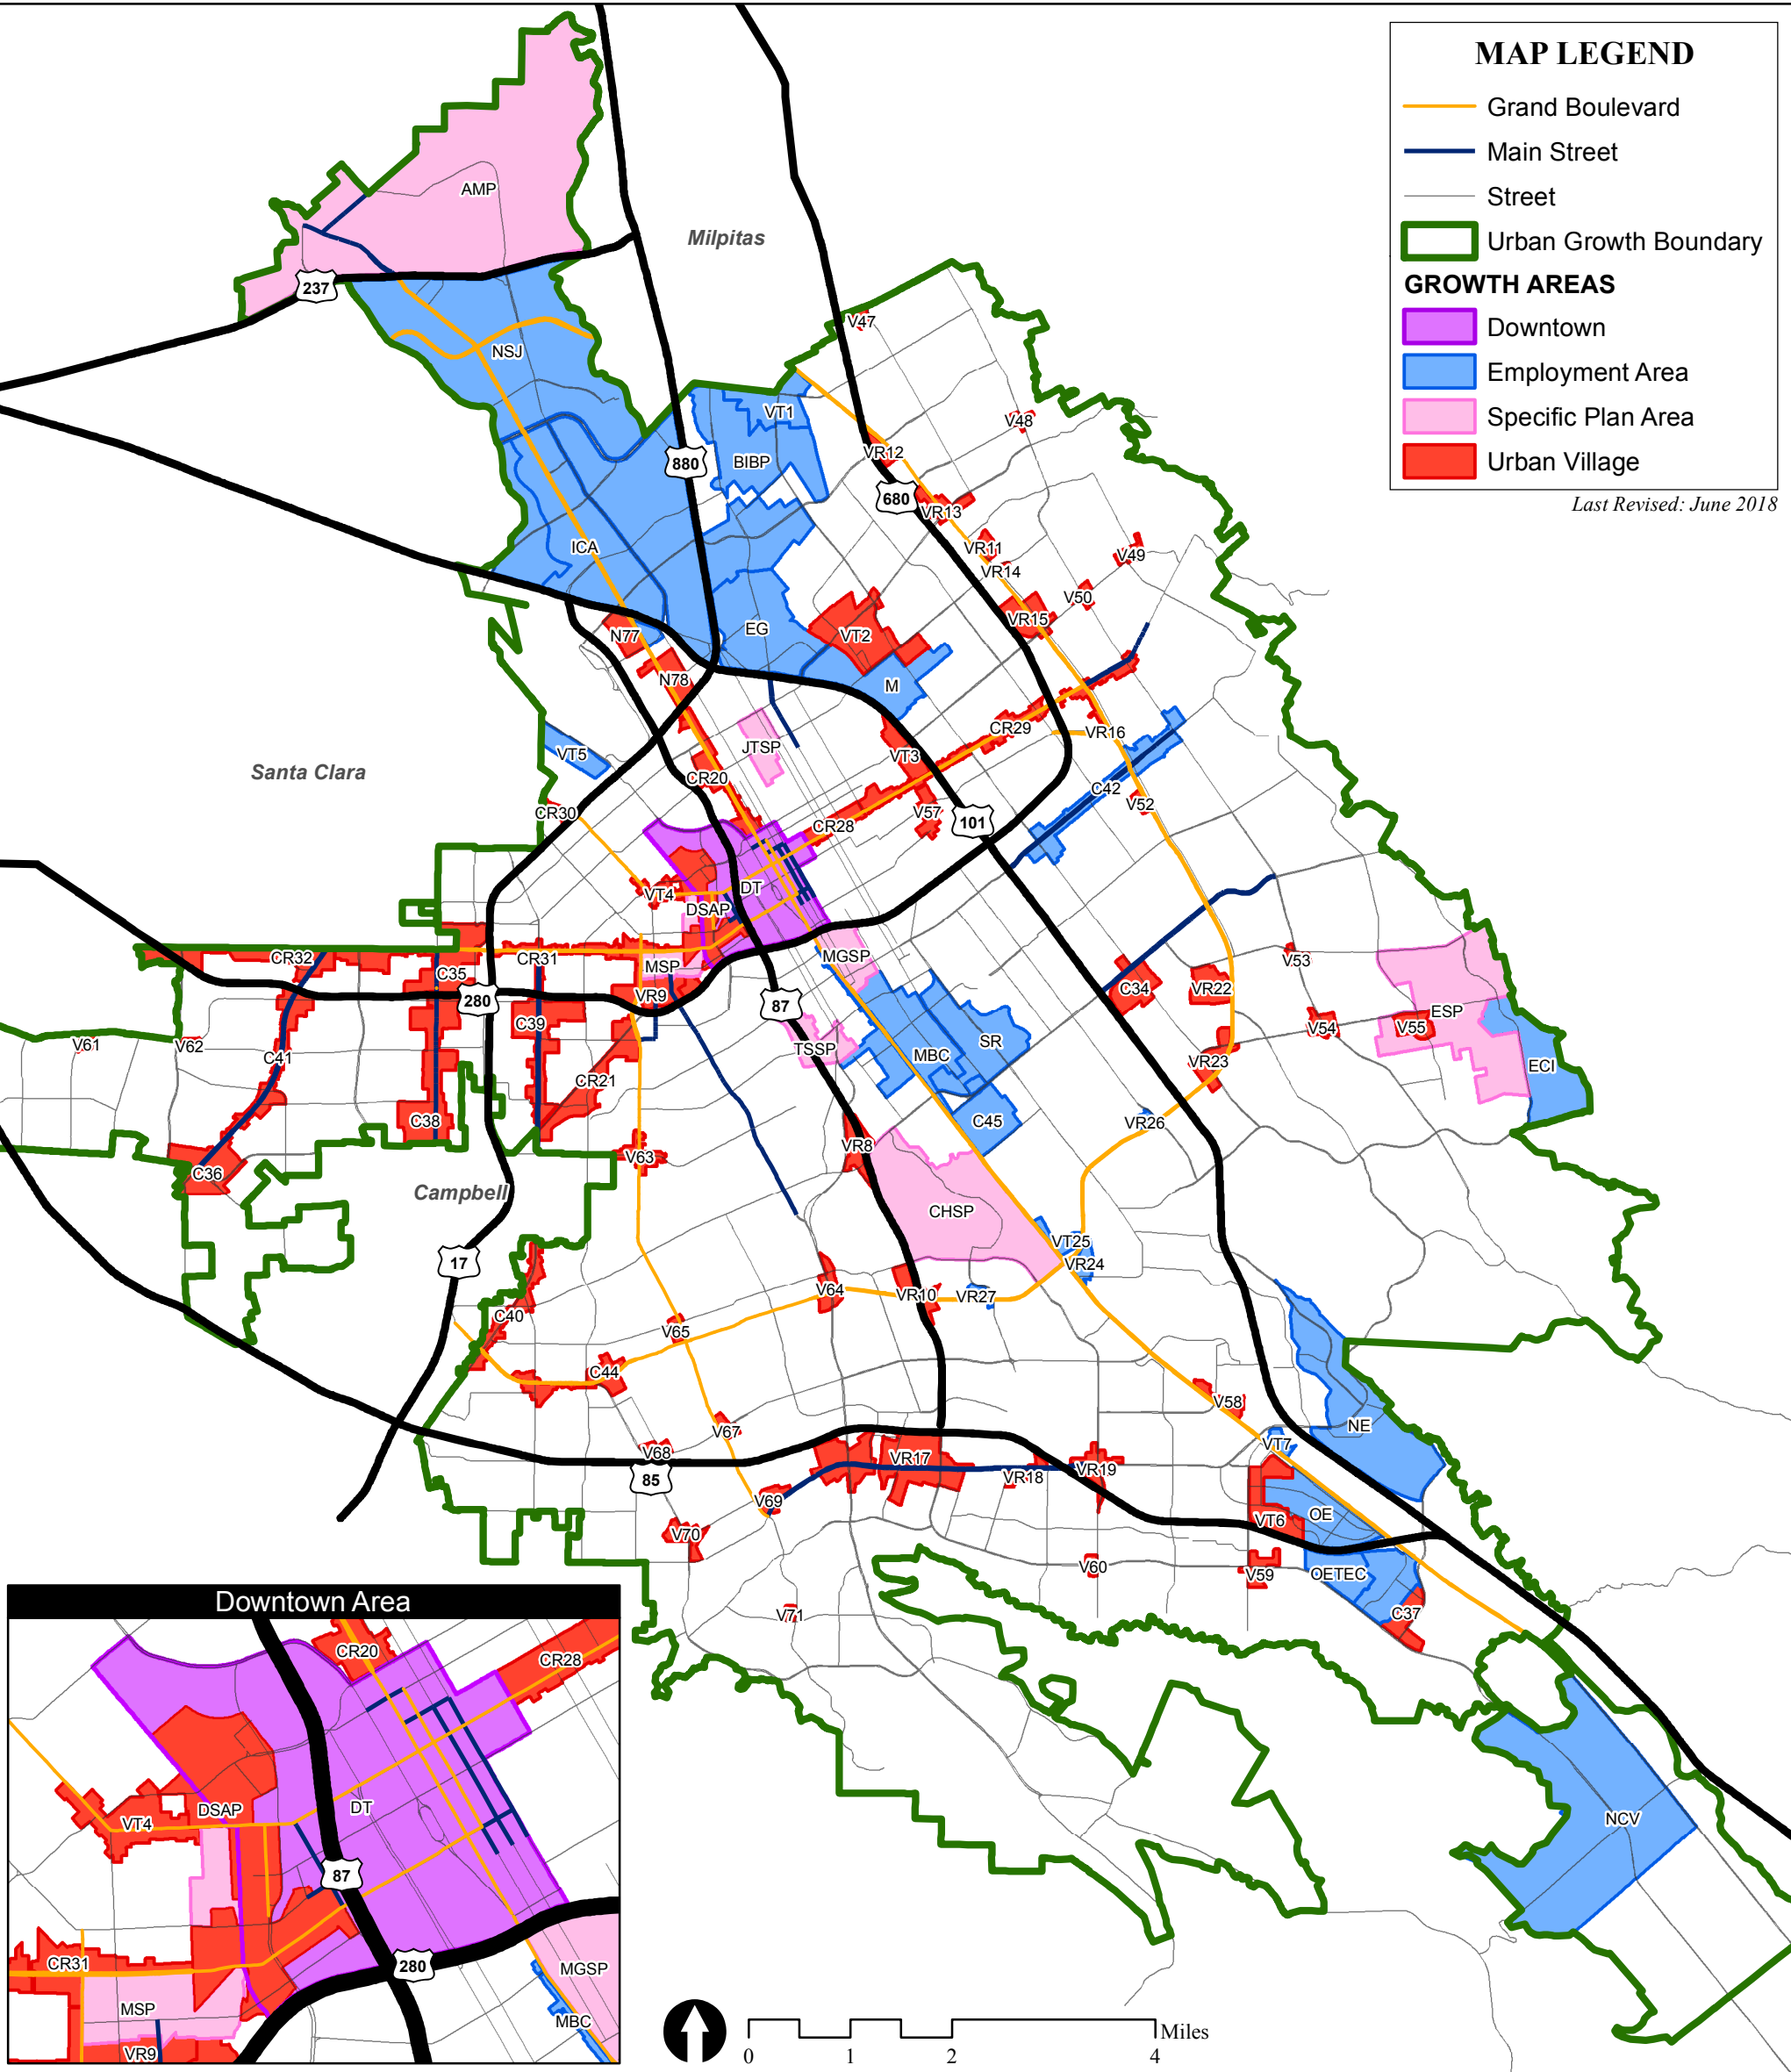 MAP LEGEND
Grand Boulevard
Main Street
Street
Urban Growth Boundary
GROWTH AREAS
Downtown
Employment Area
Specific Plan Area
Urban Village
Last Revised: June 2018
AMP
Milpitas
237
V47
NSJ
VT1
V48
VR12
BIBP
880
680
VR13
ICA
VR11
V49
VR14
V50
VR15
EG
N77
VT2
N78
M
CR29
VR16
JTSP
VT5
VT3
Santa Clara
CR20
C42
V52
CR30
V57
101
CR28
DT
VT4
DSAP
CR32
CR31
MGSP
V53
MSP
C35
280
VR9
C34
VR22
87
ESP
C39
V54
V55
SR
V61
V62
TSSP
MBC
C41
VR23
ECI
CR21
C38
C45
VR26
VR8
V63
C36
Campbell
CHSP
VT25
17
VR24
V64
VR10
VR27
C40
V65
C44
V58
NE
V67
VT7
V68
VR17
85
VR18
VR19
V69
OE
VT6
V70
V60
V59
OETEC
V71
C37
NCV
Downtown Area
CR20
CR28
DT
DSAP
VT4
87
CR31
280
MGSP
MSP
MBC
VR9
Miles
0 1 2 4